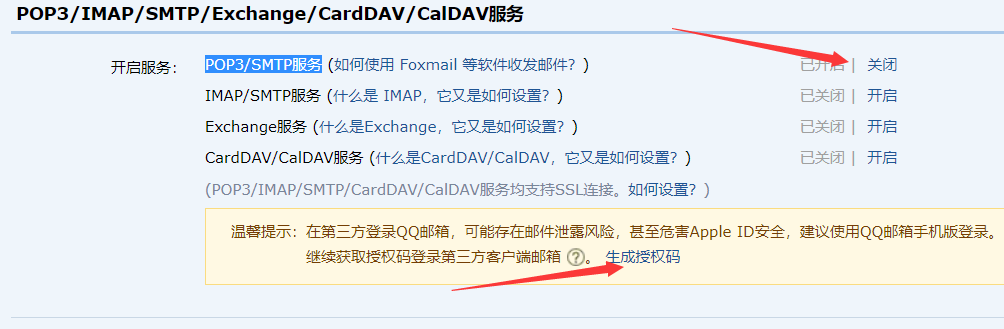 POP3/IMAP/SMTP/Exchange/CardDAV/CalDAV服务
开启服务： POP3/SMTP服务 (如何使用 Foxmail 等软件收发邮件？) 已开启 | 关闭
IMAP/SMTP服务 (什么是 IMAP，它又是如何设置？) 已关闭 | 开启
Exchange服务 (什么是Exchange，它又是如何设置？) 已关闭 | 开启
CardDAV/CalDAV服务 (什么是CardDAV/CalDAV，它又是如何设置？) 已关闭 | 开启
(POP3/IMAP/SMTP/CardDAV/CalDAV服务均支持SSL连接。如何设置？)
温馨提示：在第三方登录QQ邮箱，可能存在邮件泄露风险，甚至危害Apple ID安全，建议使用QQ邮箱手机版登录。
继续获取授权码登录第三方客户端邮箱 ? 。 生成授权码